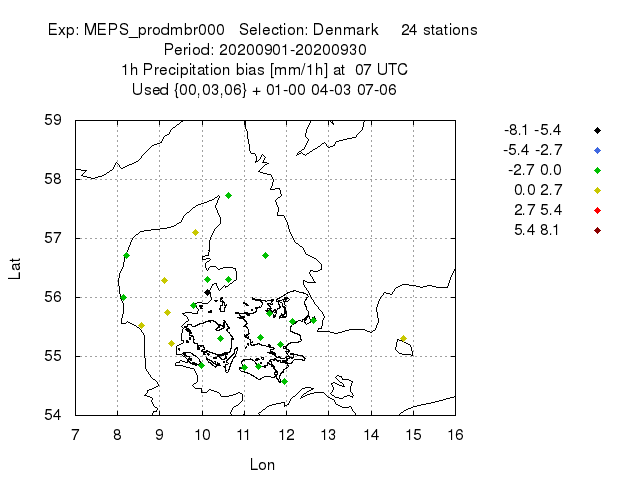 Exp: MEPS_prodmbr000 Selection: Denmark 24 stations
Period: 20200901-20200930
1h Precipitation bias [mm/1h] at 07 UTC
Used {00,03,06} + 01-00 04-03 07-06
59
58
57
56
55
54
Lat
7 8 9 10 11 12 13 14 15 16
Lon
-8.1 -5.4
-5.4 -2.7
-2.7 0.0
0.0 2.7
2.7 5.4
5.4 8.1